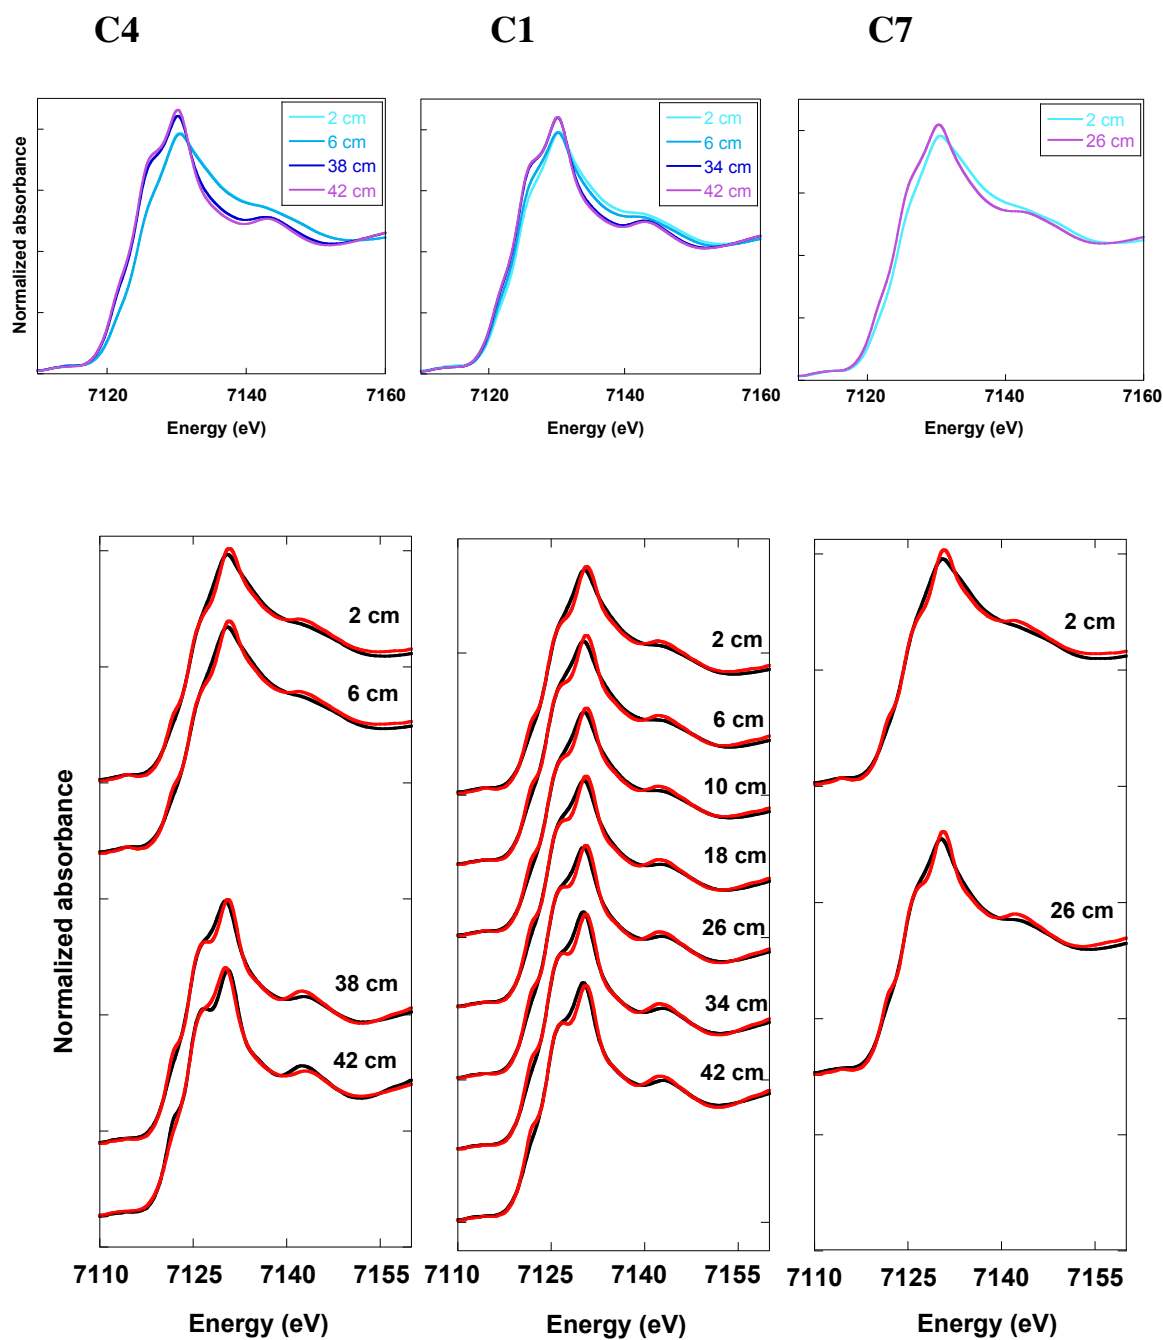 C4
C1
C7
2 cm
6 cm
38 cm
42 cm
2 cm
6 cm
34 cm
42 cm
2 cm
26 cm
Normalized absorbance
7120
7140
7160
7120
7140
7160
7120
7140
7160
Energy (eV)
Energy (eV)
Energy (eV)
2 cm
6 cm
38 cm
42 cm
2 cm
6 cm
10 cm
18 cm
26 cm
34 cm
42 cm
2 cm
26 cm
Normalized absorbance
7110
7125
7140
7155
7110
7125
7140
7155
7110
7125
7140
7155
Energy (eV)
Energy (eV)
Energy (eV)